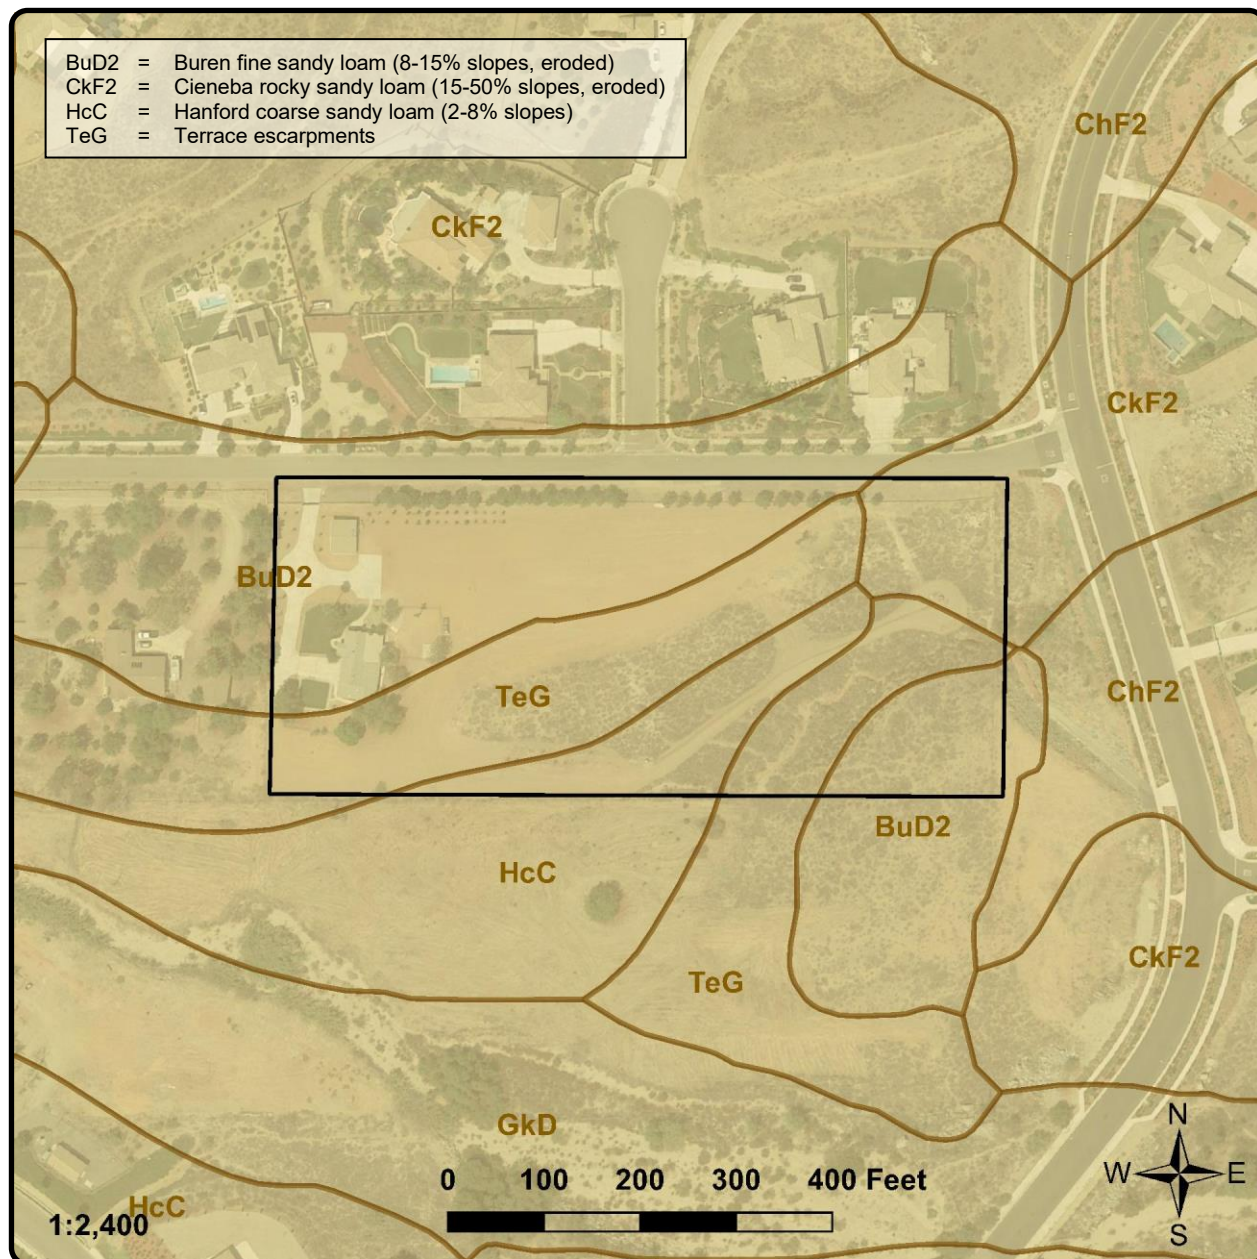 BuD2 = Buren fine sandy loam (8-15% slopes, eroded)
CkF2 = Cieneba rocky sandy loam (15-50% slopes, eroded)
HcC = Hanford coarse sandy loam (2-8% slopes)
TeG = Terrace escarpments
ChF2
CkF2
CkF2
BuD2
TeG
ChF2
BuD2
HcC
CkF2
TeG
GkD
N
W E
S
0 100 200 300 400 Feet
HcC
1:2,400